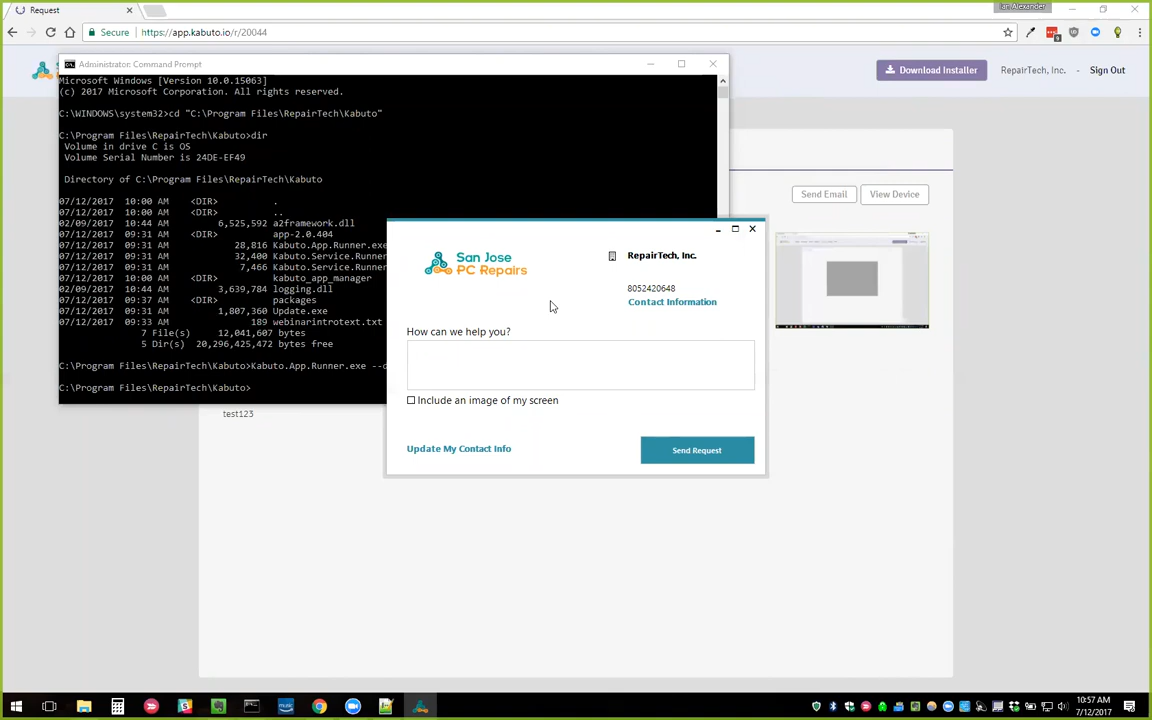 Request
Ian Alexander
Secure
https://app.kabuto.io/r/20044
Download Installer
RepairTech, Inc.
Sign Out
Administrator: Command Prompt
Microsoft Windows [Version 10.0.15063]
(c) 2017 Microsoft Corporation. All rights reserved.
C:\WINDOWS\system32>cd "C:\Program Files\RepairTech\Kabuto"
C:\Program Files\RepairTech\Kabuto>dir
Volume in drive C is OS
Volume Serial Number is 24DE-EF49
Directory of C:\Program Files\RepairTech\Kabuto
07/12/2017 10:00 AM <DIR> .
07/12/2017 10:00 AM <DIR> ..
02/09/2017 10:44 AM 6,525,592 a2framework.dll
07/12/2017 09:31 AM <DIR> app-2.0.404
07/12/2017 09:31 AM 28,816 Kabuto.App.Runner.exe
07/12/2017 09:31 AM 32,400 Kabuto.Service.Runner
07/12/2017 09:31 AM 7,466 Kabuto.Service.Runner
07/12/2017 10:00 AM <DIR> kabuto_app_manager
02/09/2017 10:44 AM 3,639,784 logging.dll
07/12/2017 09:37 AM <DIR> packages
07/12/2017 09:31 AM 1,807,360 Update.exe
07/12/2017 09:33 AM 189 webinarintrotext.txt
7 File(s) 12,041,607 bytes
5 Dir(s) 20,296,425,472 bytes free
C:\Program Files\RepairTech\Kabuto>Kabuto.App.Runner.exe --d
C:\Program Files\RepairTech\Kabuto>
Send Email
View Device
San Jose
PC Repairs
RepairTech, Inc.
8052420648
Contact Information
How can we help you?
Include an image of my screen
Update My Contact Info
Send Request
test123
10:57 AM
7/12/2017